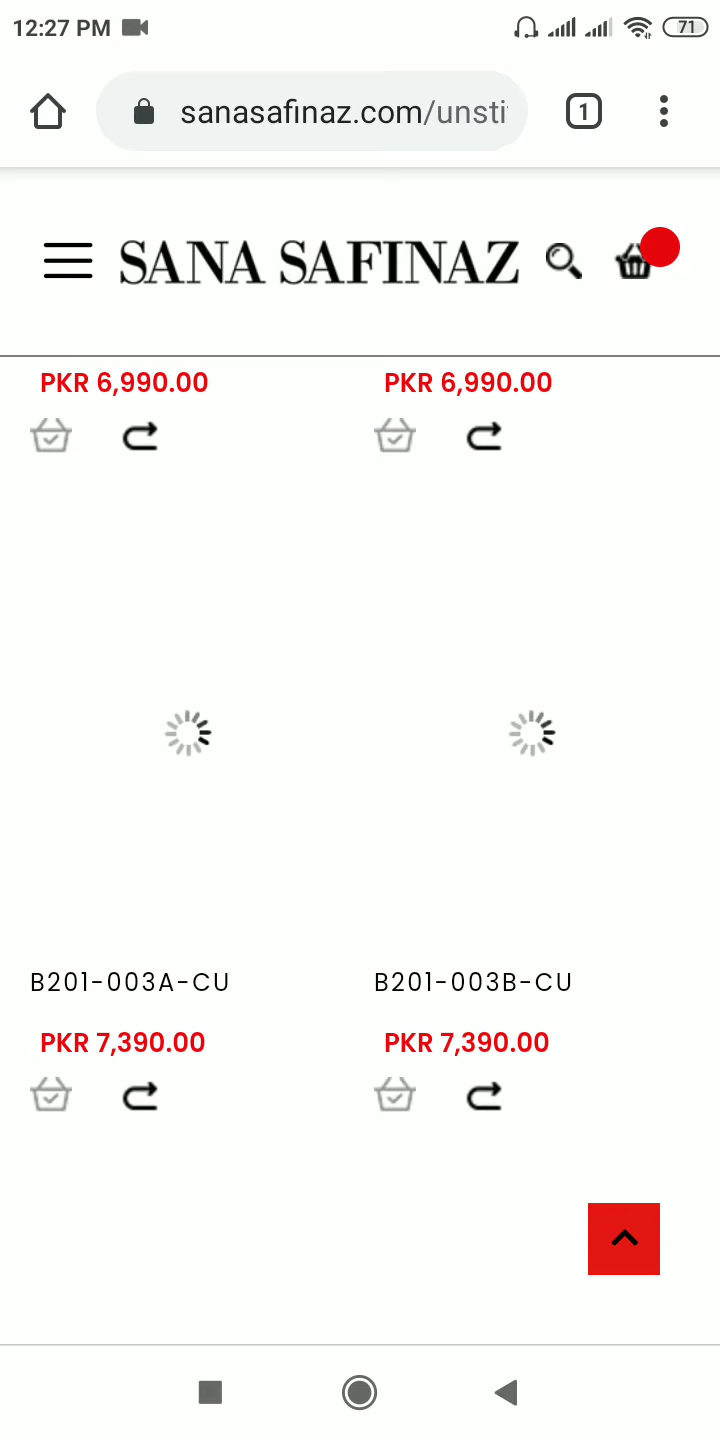 12:27 PM
71
sanasafinaz.com/unsti
1
SANA SAFINAZ
PKR 6,990.00
PKR 6,990.00
B201-003A-CU
B201-003B-CU
PKR 7,390.00
PKR 7,390.00